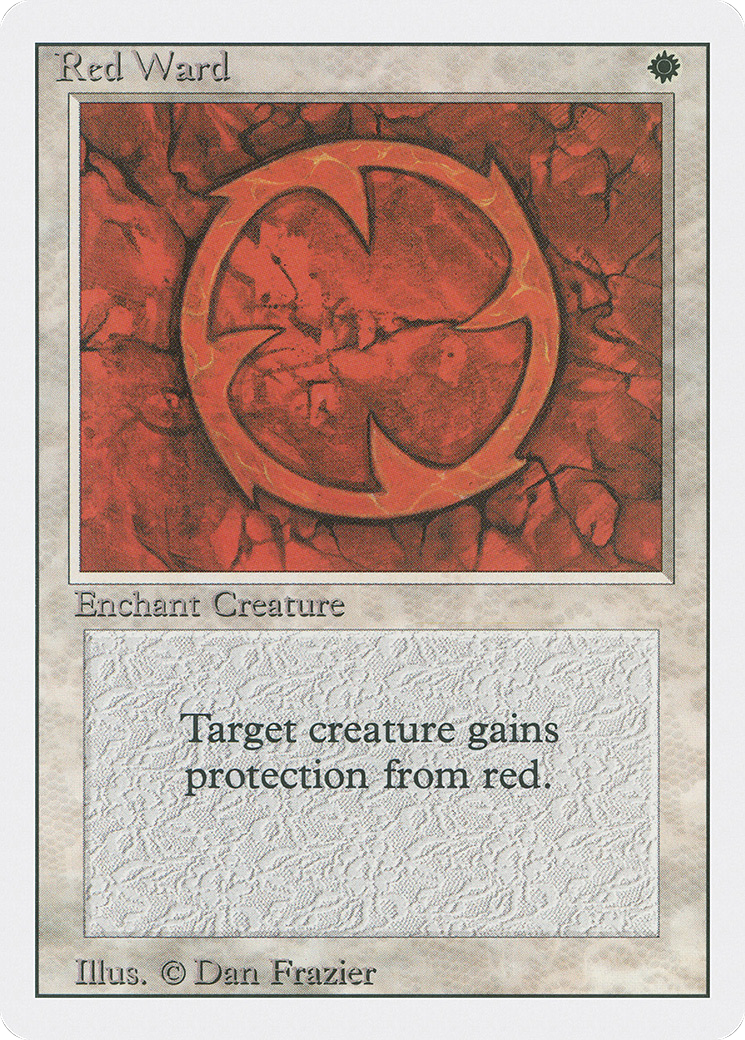 Red Ward
Enchant Creature
Target creature gains
protection from red.
Illus. © Dan Frazier